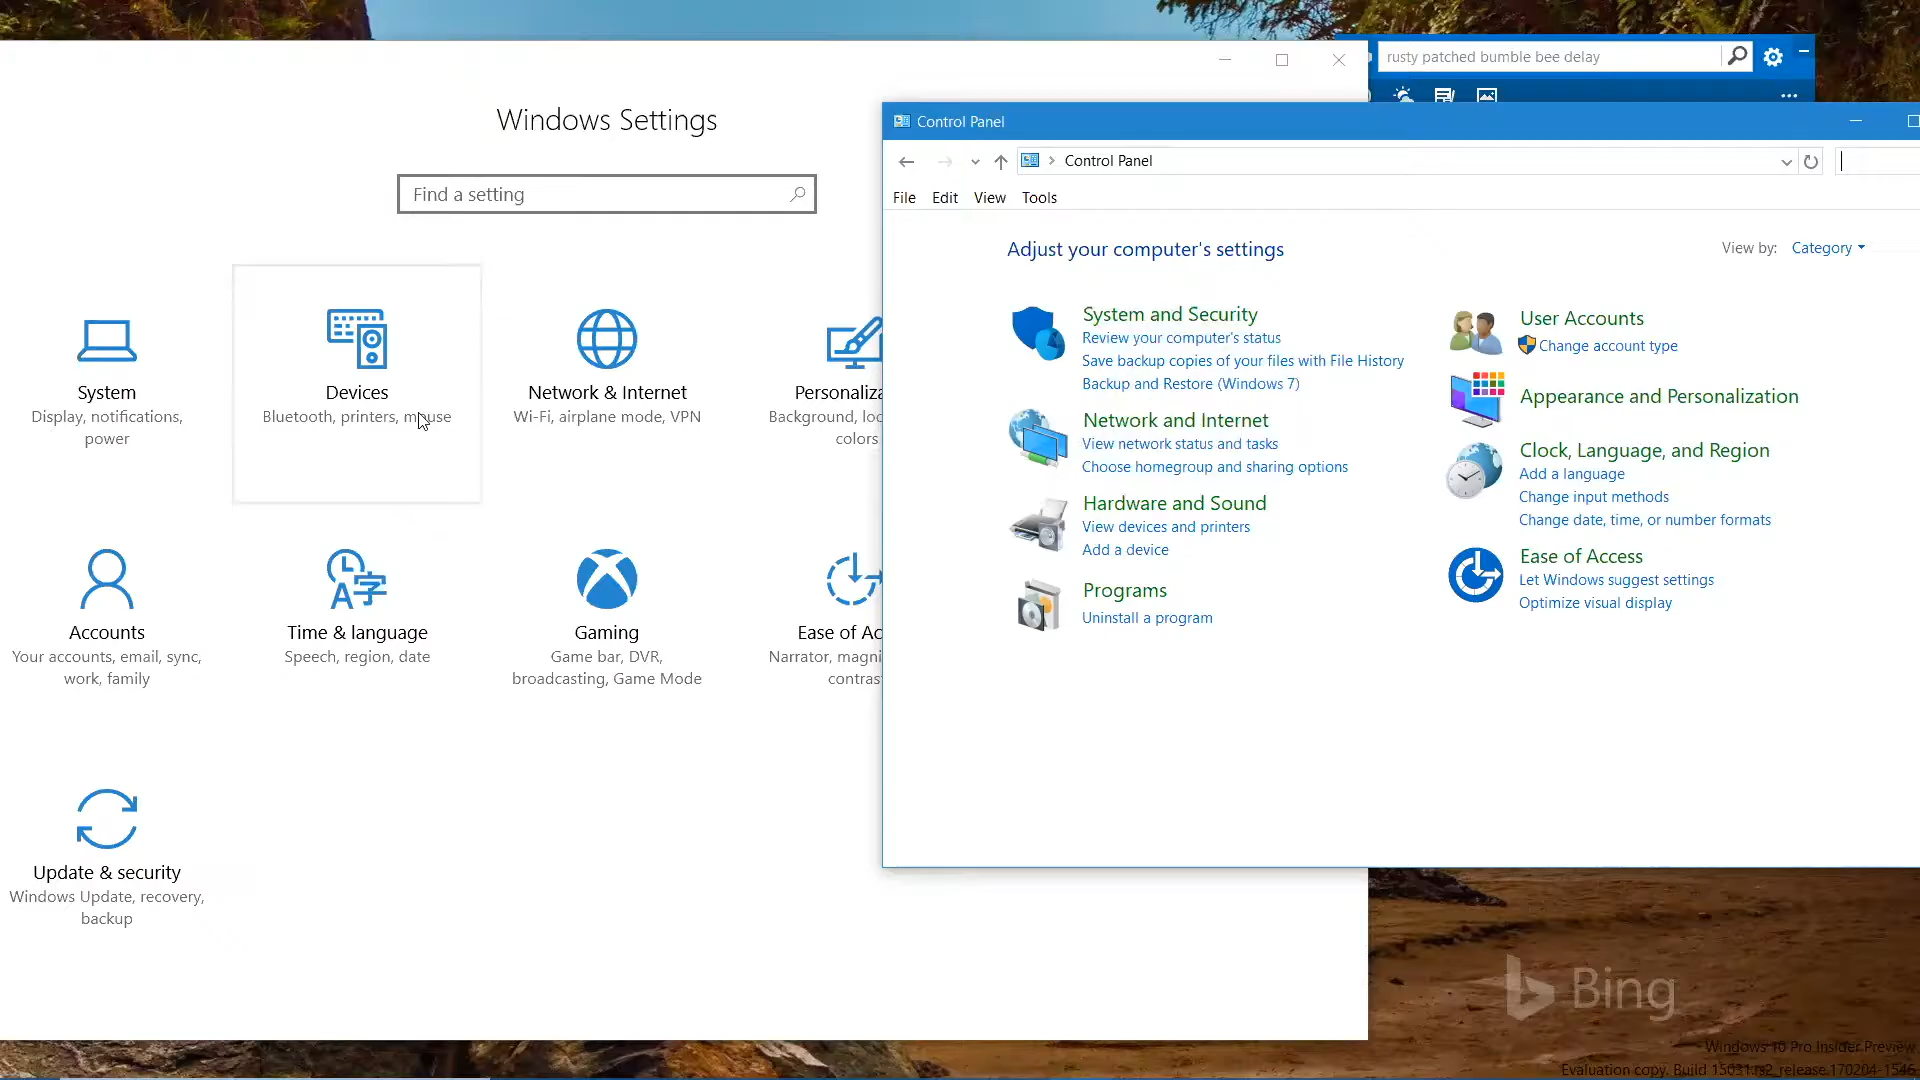 Windows Settings
Find a setting
System
Display, notifications,
power
Devices
Bluetooth, printers, mouse
Network & Internet
Wi-Fi, airplane mode, VPN
Personaliza
Background, loc
colors
Accounts
Your accounts, email, sync,
work, family
Time & language
Speech, region, date
Gaming
Game bar, DVR,
broadcasting, Game Mode
Ease of Ac
Narrator, magni
contras
Update & security
Windows Update, recovery,
backup
rusty patched bumble bee delay
Control Panel
Control Panel
File Edit View Tools
Adjust your computer's settings
View by: Category
System and Security
Review your computer's status
Save backup copies of your files with File History
Backup and Restore (Windows 7)
Network and Internet
View network status and tasks
Choose homegroup and sharing options
Hardware and Sound
View devices and printers
Add a device
Programs
Uninstall a program
User Accounts
Change account type
Appearance and Personalization
Clock, Language, and Region
Add a language
Change input methods
Change date, time, or number formats
Ease of Access
Let Windows suggest settings
Optimize visual display
Bing
Windows 10 Pro Insider Preview
Evaluation copy. Build 15031.rs2_release.170204-1546